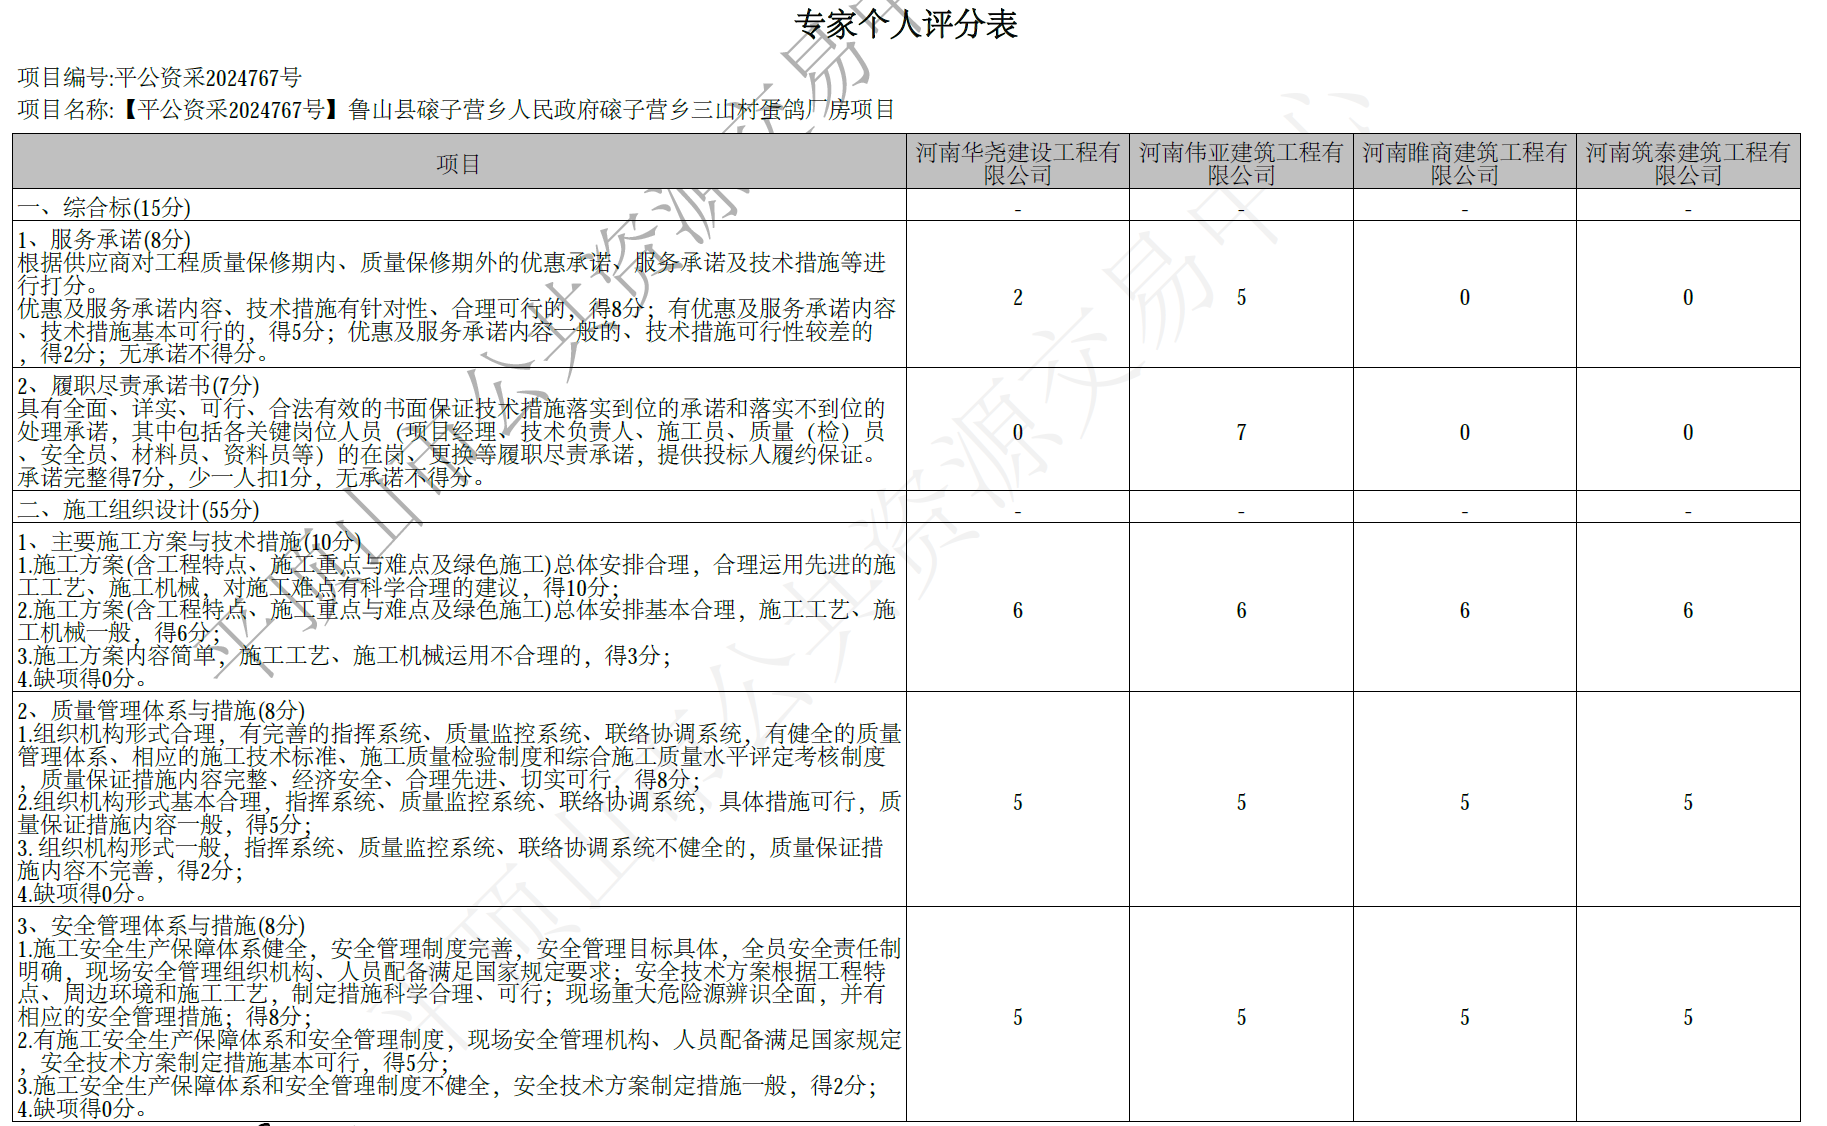 专家个人评分表
项目编号:平公资采2024767号
项目名称:【平公资采2024767号】鲁山县磙子营乡人民政府磙子营乡三山村蛋鸽厂房项目
项目
河南华尧建设工程有
限公司
河南伟亚建筑工程有
限公司
河南睢商建筑工程有
限公司
河南筑泰建筑工程有
限公司
一、综合标(15分)
-
-
-
-
1、服务承诺(8分)
根据供应商对工程质量保修期内、质量保修期外的优惠承诺、服务承诺及技术措施等进
行打分。
优惠及服务承诺内容、技术措施有针对性、合理可行的，得8分；有优惠及服务承诺内容
、技术措施基本可行的，得5分；优惠及服务承诺内容一般的、技术措施可行性较差的
，得2分；无承诺不得分。
2
5
0
0
2、履职尽责承诺书(7分)
具有全面、详实、可行、合法有效的书面保证技术措施落实到位的承诺和落实不到位的
处理承诺，其中包括各关键岗位人员（项目经理、技术负责人、施工员、质量（检）员
、安全员、材料员、资料员等）的在岗、更换等履职尽责承诺，提供投标人履约保证。
承诺完整得7分，少一人扣1分，无承诺不得分。
0
7
0
0
二、施工组织设计(55分)
-
-
-
-
1、主要施工方案与技术措施(10分)
1.施工方案(含工程特点、施工重点与难点及绿色施工)总体安排合理，合理运用先进的施
工工艺、施工机械，对施工难点有科学合理的建议，得10分；
2.施工方案(含工程特点、施工重点与难点及绿色施工)总体安排基本合理，施工工艺、施
工机械一般，得6分；
3.施工方案内容简单，施工工艺、施工机械运用不合理的，得3分；
4.缺项得0分。
6
6
6
6
2、质量管理体系与措施(8分)
1.组织机构形式合理，有完善的指挥系统、质量监控系统、联络协调系统，有健全的质量
管理体系、相应的施工技术标准、施工质量检验制度和综合施工质量水平评定考核制度
，质量保证措施内容完整、经济安全、合理先进、切实可行，得8分；
2.组织机构形式基本合理，指挥系统、质量监控系统、联络协调系统，具体措施可行，质
量保证措施内容一般，得5分；
3. 组织机构形式一般，指挥系统、质量监控系统、联络协调系统不健全的，质量保证措
施内容不完善，得2分；
4.缺项得0分。
5
5
5
5
3、安全管理体系与措施(8分)
1.施工安全生产保障体系健全，安全管理制度完善，安全管理目标具体，全员安全责任制
明确，现场安全管理组织机构、人员配备满足国家规定要求；安全技术方案根据工程特
点、周边环境和施工工艺，制定措施科学合理、可行；现场重大危险源辨识全面，并有
相应的安全管理措施；得8分；
2.有施工安全生产保障体系和安全管理制度，现场安全管理机构、人员配备满足国家规定
，安全技术方案制定措施基本可行，得5分；
3.施工安全生产保障体系和安全管理制度不健全，安全技术方案制定措施一般，得2分；
4.缺项得0分。
5
5
5
5
平顶山市公共资源交易中
平顶山市公共资源交易中心